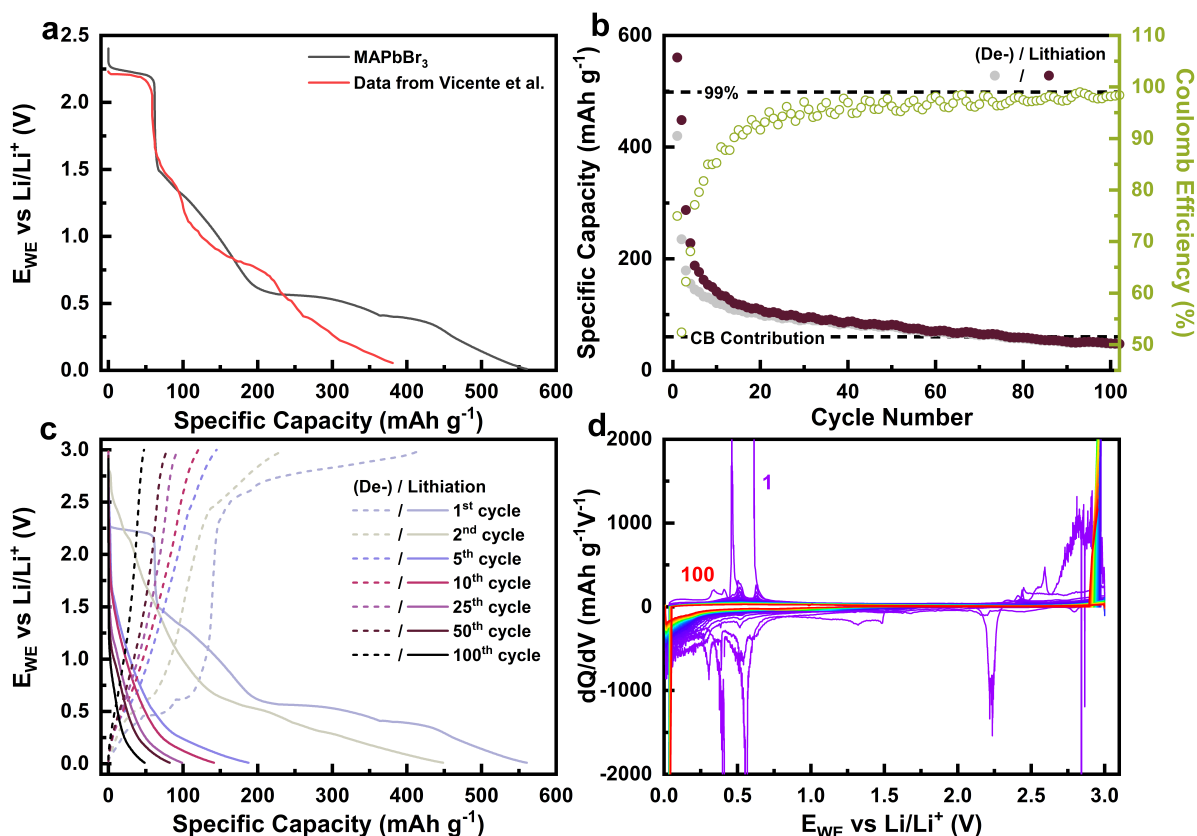 a
2.5
2.0
1.5
1.0
0.5
0.0
E_WE vs Li/Li⁺ (V)
MAPbBr₃
Data from Vicente et al.
0 100 200 300 400 500 600
Specific Capacity (mAh g⁻¹)
b
600
400
200
0
Specific Capacity (mAh g⁻¹)
(De-) / Lithiation
/
99%
CB Contribution
110
100
90
80
70
60
50
Coulomb Efficiency (%)
0 20 40 60 80 100
Cycle Number
c
3.0
2.5
2.0
1.5
1.0
0.5
0.0
E_WE vs Li/Li⁺ (V)
(De-) / Lithiation
/ 1ˢᵗ cycle
/ 2ⁿᵈ cycle
/ 5ᵗʰ cycle
/ 10ᵗʰ cycle
/ 25ᵗʰ cycle
/ 50ᵗʰ cycle
/ 100ᵗʰ cycle
0 100 200 300 400 500 600
Specific Capacity (mAh g⁻¹)
d
2000
1000
0
-1000
-2000
dQ/dV (mAh g⁻¹V⁻¹)
1
100
0.0 0.5 1.0 1.5 2.0 2.5 3.0
E_WE vs Li/Li⁺ (V)